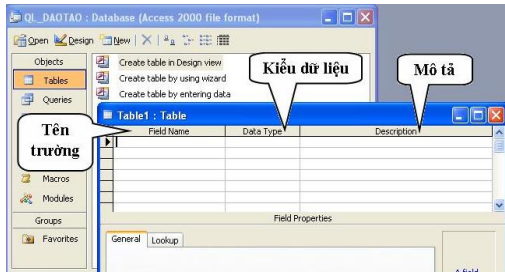 QL_DAOTAO : Database (Access 2000 file format)
Open Design New
Objects
Tables
Queries
Macros
Modules
Groups
Favorites
Create table in Design view
Create table by using wizard
Create table by entering data
Kiểu dữ liệu
Mô tả
Tên
trường
Table1 : Table
Field Name Data Type Description
Field Properties
General Lookup
A field